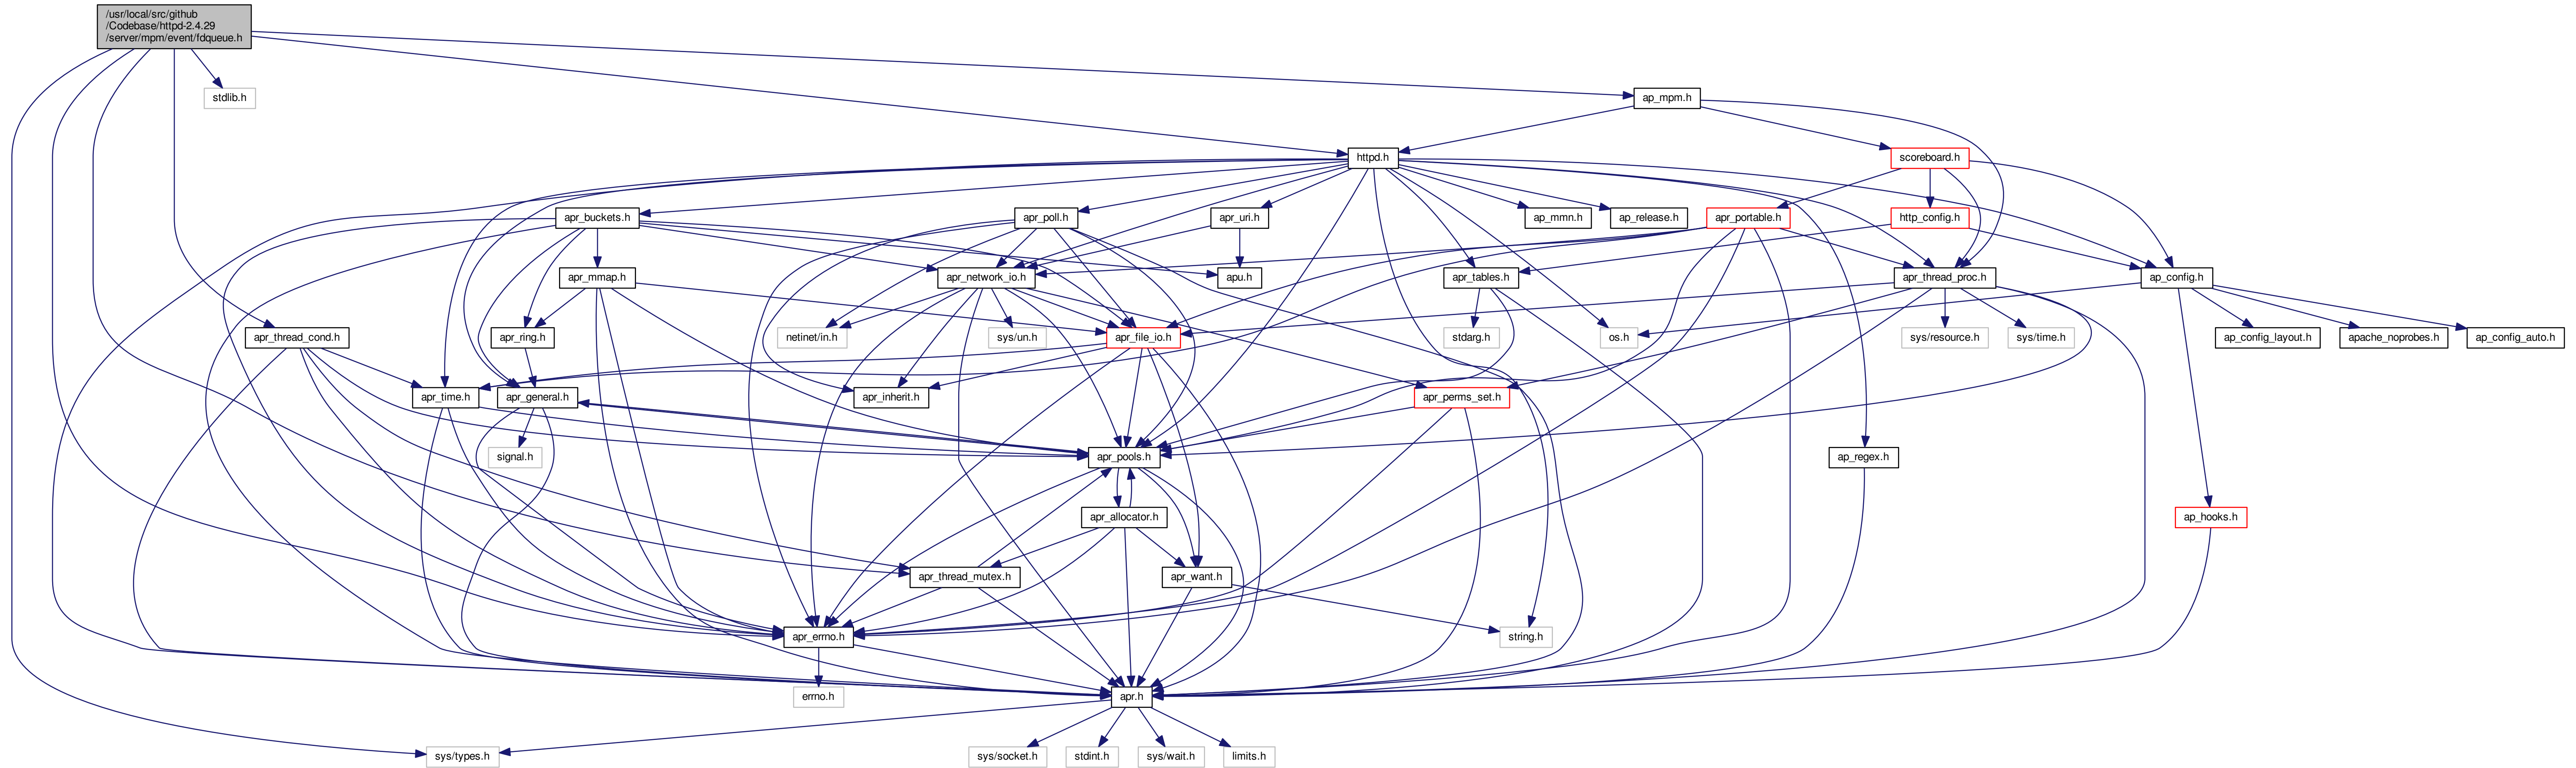 /usr/local/src/github
/Codebase/httpd-2.4.29
/server/mpm/event/fdqueue.h
stdlib.h
ap_mpm.h
httpd.h
scoreboard.h
apr_buckets.h
apr_poll.h
apr_uri.h
ap_mmn.h
ap_release.h
apr_portable.h
http_config.h
apr_mmap.h
apr_network_io.h
apu.h
apr_tables.h
apr_thread_proc.h
ap_config.h
apr_thread_cond.h
apr_ring.h
netinet/in.h
sys/un.h
apr_file_io.h
stdarg.h
os.h
sys/resource.h
sys/time.h
ap_config_layout.h
apache_noprobes.h
ap_config_auto.h
apr_time.h
apr_general.h
apr_inherit.h
apr_perms_set.h
signal.h
apr_pools.h
ap_regex.h
apr_allocator.h
ap_hooks.h
apr_thread_mutex.h
apr_want.h
apr_errno.h
string.h
errno.h
apr.h
sys/types.h
sys/socket.h
stdint.h
sys/wait.h
limits.h